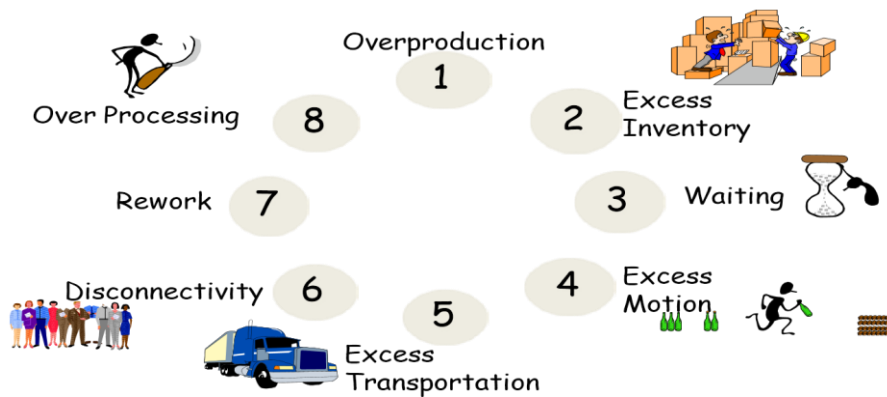 Overproduction
1
2
Excess
Inventory
3
Waiting
4
Excess
Motion
5
Excess
Transportation
6
Disconnectivity
7
Rework
8
Over Processing